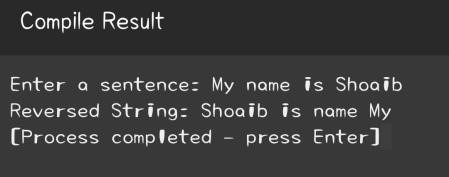 Compile Result
Enter a sentence: My name is Shoaib
Reversed String: Shoaib is name My
[Process completed - press Enter]